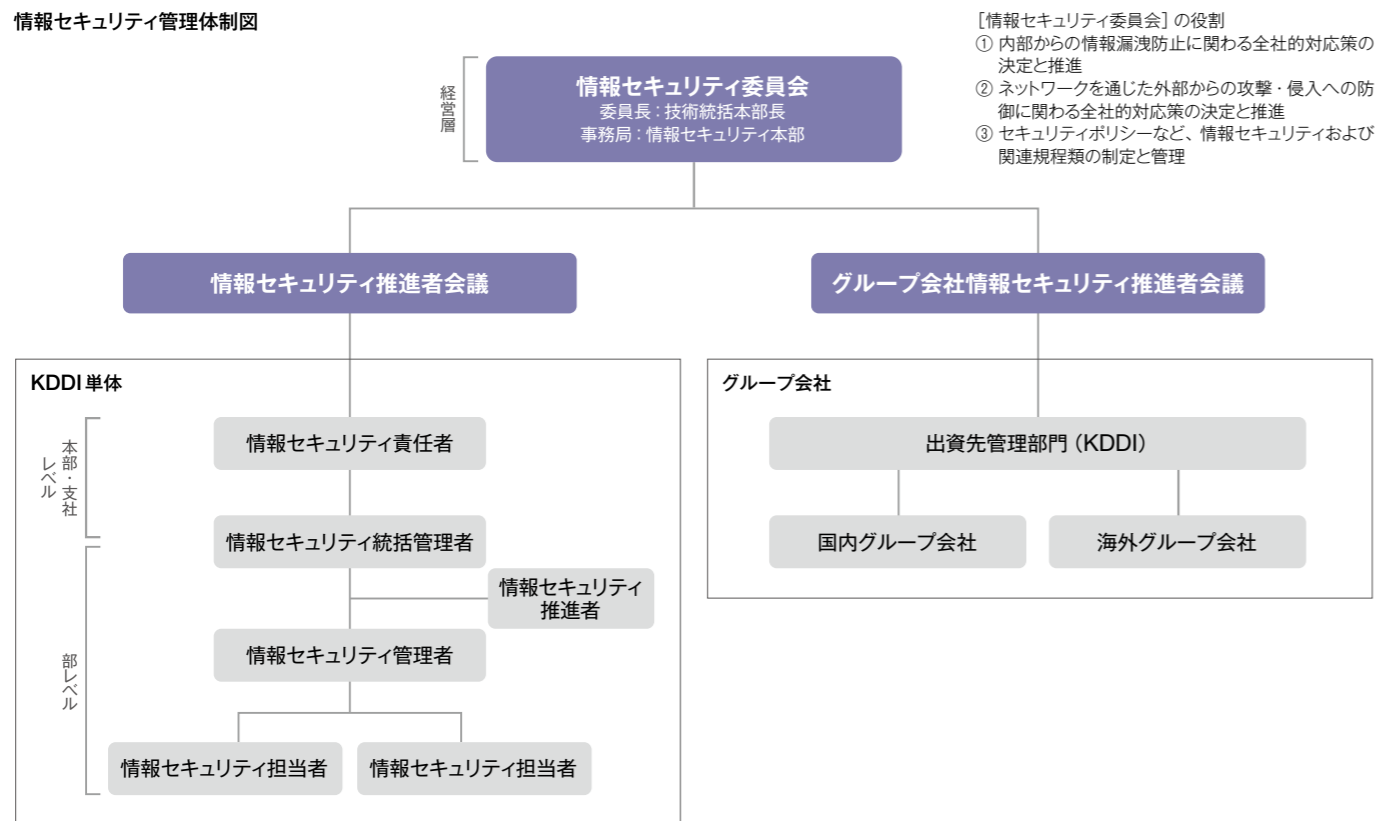 情報セキュリティ管理体制図
［情報セキュリティ委員会］の役割
① 内部からの情報漏洩防止に関わる全社的対応策の
決定と推進
② ネットワークを通じた外部からの攻撃・侵入への防
御に関わる全社的対応策の決定と推進
③ セキュリティポリシーなど、情報セキュリティおよび
関連規程類の制定と管理
経営層
情報セキュリティ委員会
委員長：技術統括本部長
事務局：情報セキュリティ本部
情報セキュリティ推進者会議
グループ会社情報セキュリティ推進者会議
KDDI単体
本部・支社
レベル
情報セキュリティ責任者
情報セキュリティ統括管理者
情報セキュリティ
推進者
部レベル
情報セキュリティ管理者
情報セキュリティ担当者
情報セキュリティ担当者
グループ会社
出資先管理部門（KDDI）
国内グループ会社
海外グループ会社